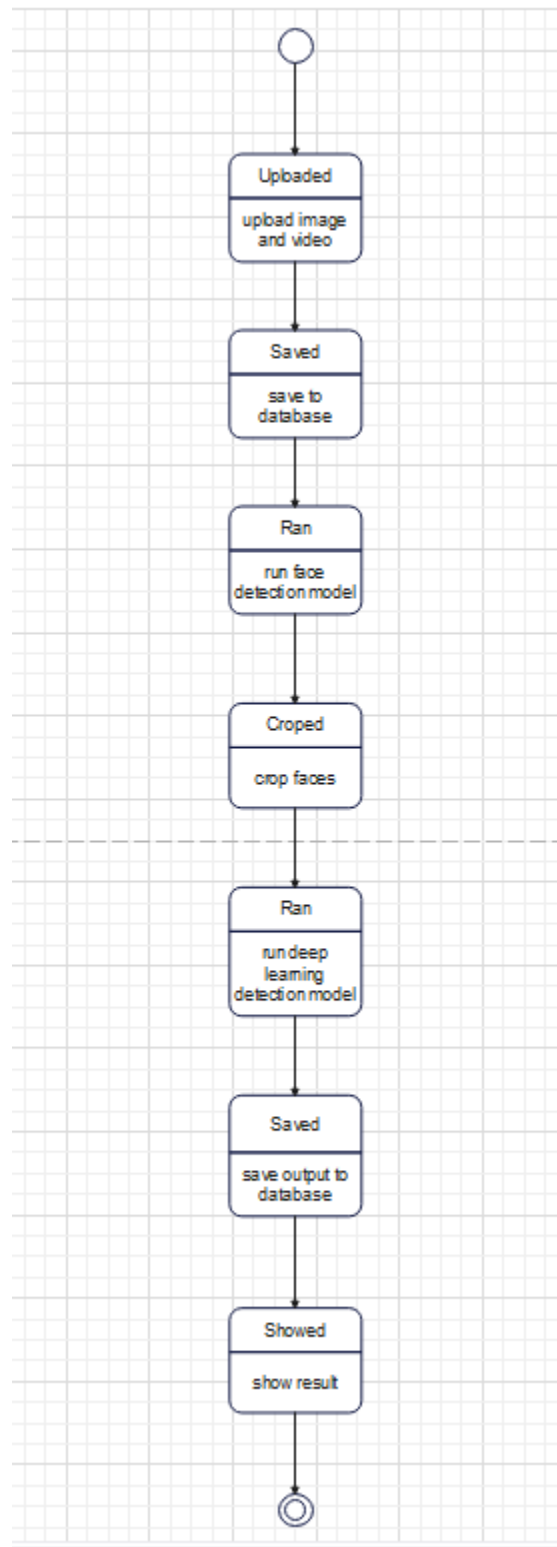 Uploaded
upload image
and video
Saved
save to
database
Ran
run face
detection model
Croped
crop faces
Ran
run deep
learning
detection model
Saved
save output to
database
Showed
show result